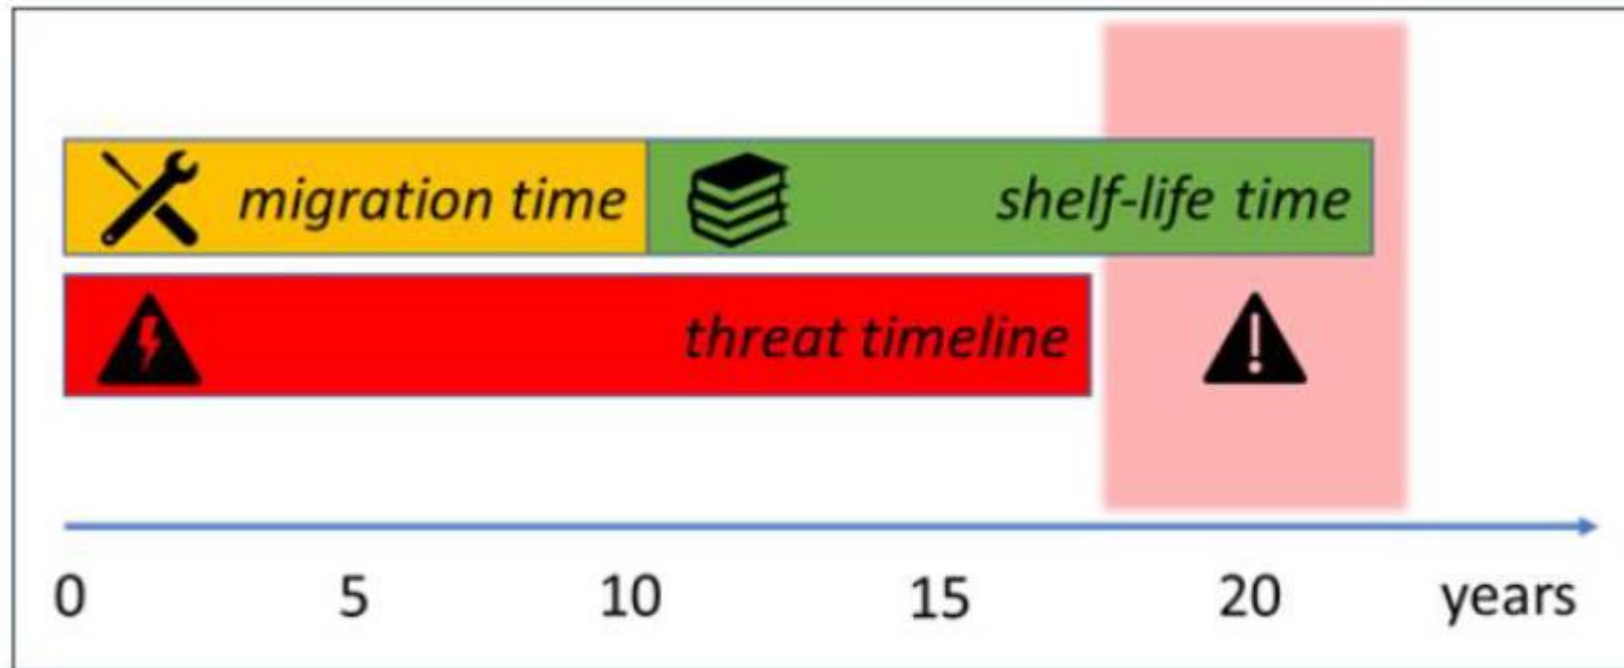 migration time
shelf-life time
threat timeline
0 5 10 15 20 years